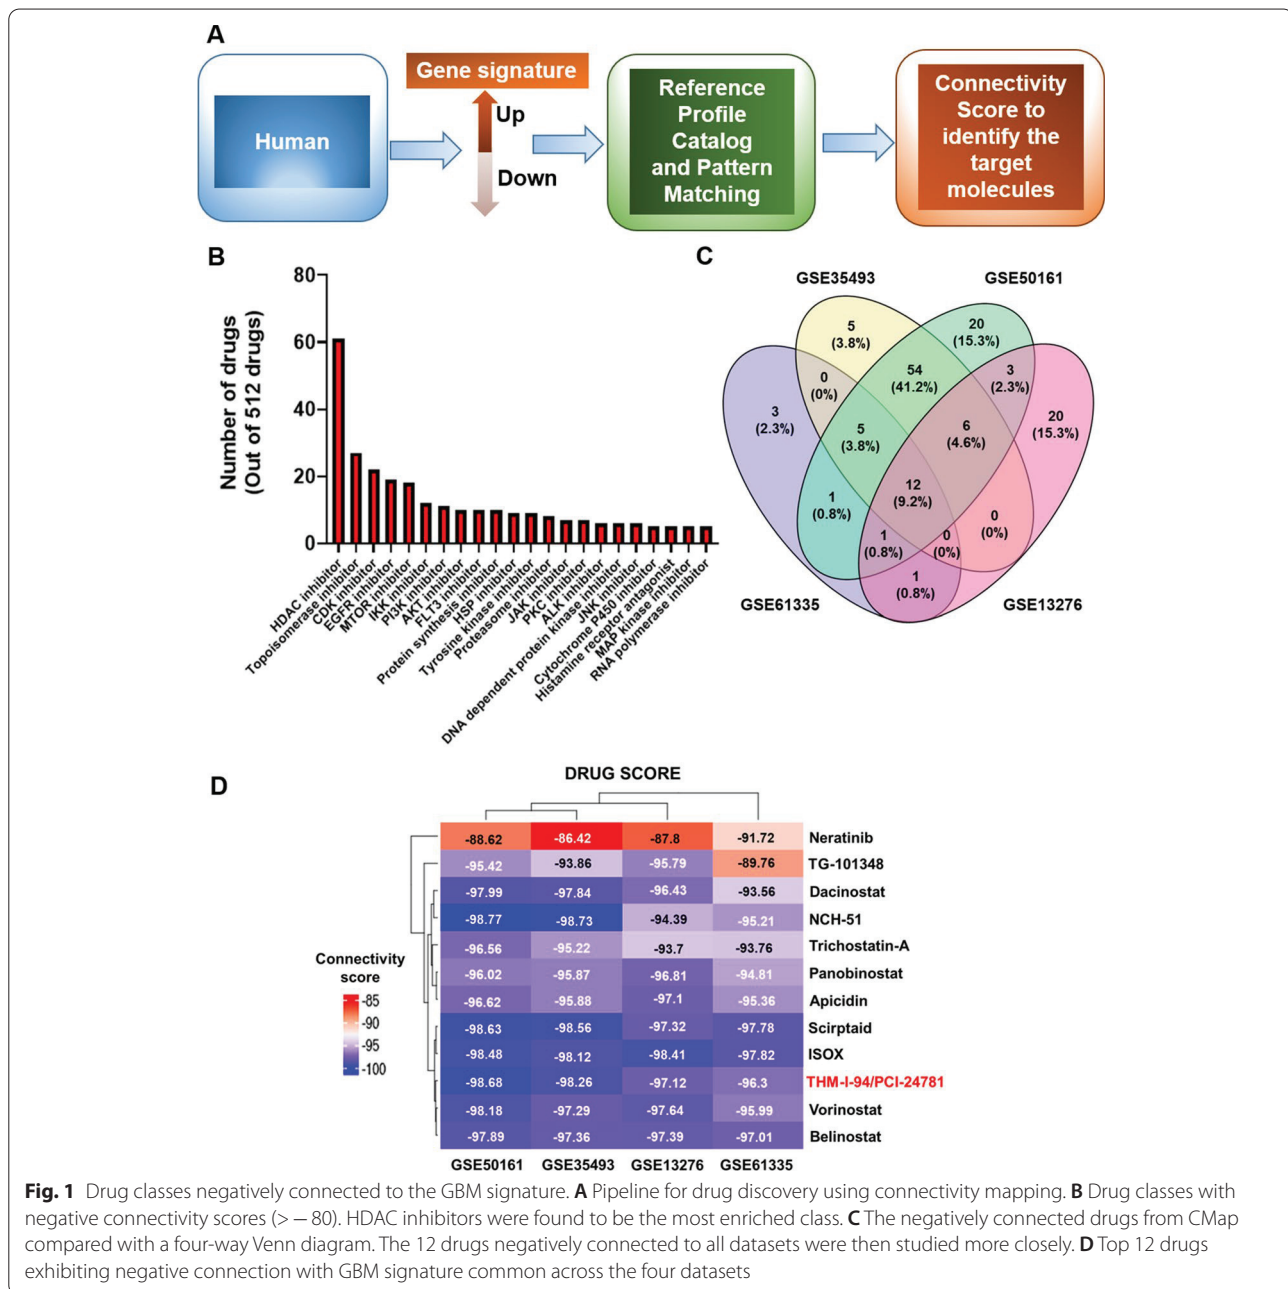 A
Human
Gene signature
Up
Down
Reference
Profile
Catalog
and Pattern
Matching
Connectivity
Score to
identify the
target
molecules
B
Number of drugs
(Out of 512 drugs)
80
60
40
20
0
HDAC inhibitor
Topoisomerase inhibitor
CDK inhibitor
EGFR inhibitor
MTOR inhibitor
IKK inhibitor
PI3K inhibitor
AKT inhibitor
FLT3 inhibitor
Protein synthesis inhibitor
HSP inhibitor
Tyrosine kinase inhibitor
Proteasome inhibitor
JAK inhibitor
PKC inhibitor
ALK inhibitor
DNA dependent protein kinase inhibitor
JNK inhibitor
Cytochrome P450 inhibitor
Histamine receptor antagonist
MAP kinase inhibitor
RNA polymerase inhibitor
C
GSE35493
GSE50161
5
(3.8%)
20
(15.3%)
0
(0%)
54
(41.2%)
3
(2.3%)
3
(2.3%)
5
(3.8%)
6
(4.6%)
20
(15.3%)
1
(0.8%)
12
(9.2%)
0
(0%)
1
(0.8%)
0
(0%)
1
(0.8%)
GSE61335
GSE13276
D
DRUG SCORE
-88.62 -86.42 -87.8 -91.72 Neratinib
-95.42 -93.86 -95.79 -89.76 TG-101348
-97.99 -97.84 -96.43 -93.56 Dacinostat
-98.77 -98.73 -94.39 -95.21 NCH-51
-96.56 -95.22 -93.7 -93.76 Trichostatin-A
-96.02 -95.87 -96.81 -94.81 Panobinostat
-96.62 -95.88 -97.1 -95.36 Apicidin
-98.63 -98.56 -97.32 -97.78 Scirptaid
-98.48 -98.12 -98.41 -97.82 ISOX
-98.68 -98.26 -97.12 -96.3 THM-I-94/PCI-24781
-98.18 -97.29 -97.64 -95.99 Vorinostat
-97.89 -97.36 -97.39 -97.01 Belinostat
GSE50161 GSE35493 GSE13276 GSE61335
Connectivity
score
-85
-90
-95
-100
Fig. 1 Drug classes negatively connected to the GBM signature. A Pipeline for drug discovery using connectivity mapping. B Drug classes with
negative connectivity scores (> − 80). HDAC inhibitors were found to be the most enriched class. C The negatively connected drugs from CMap
compared with a four-way Venn diagram. The 12 drugs negatively connected to all datasets were then studied more closely. D Top 12 drugs
exhibiting negative connection with GBM signature common across the four datasets